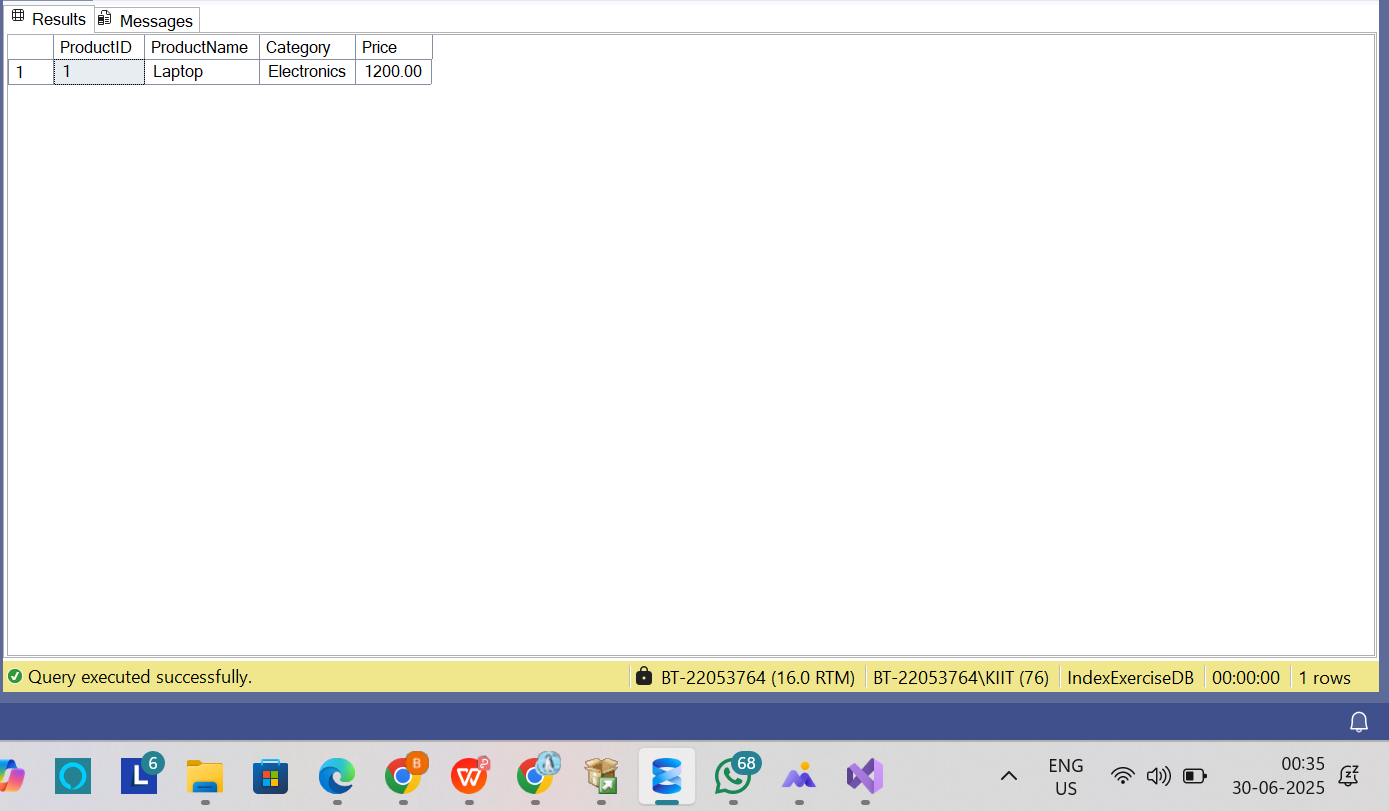 Results Messages
ProductID ProductName Category Price
1 1 Laptop Electronics 1200.00
Query executed successfully. BT-22053764 (16.0 RTM) BT-22053764\KIIT (76) IndexExerciseDB 00:00:00 1 rows
L 6 B W P 68 ENG 00:35
US 30-06-2025